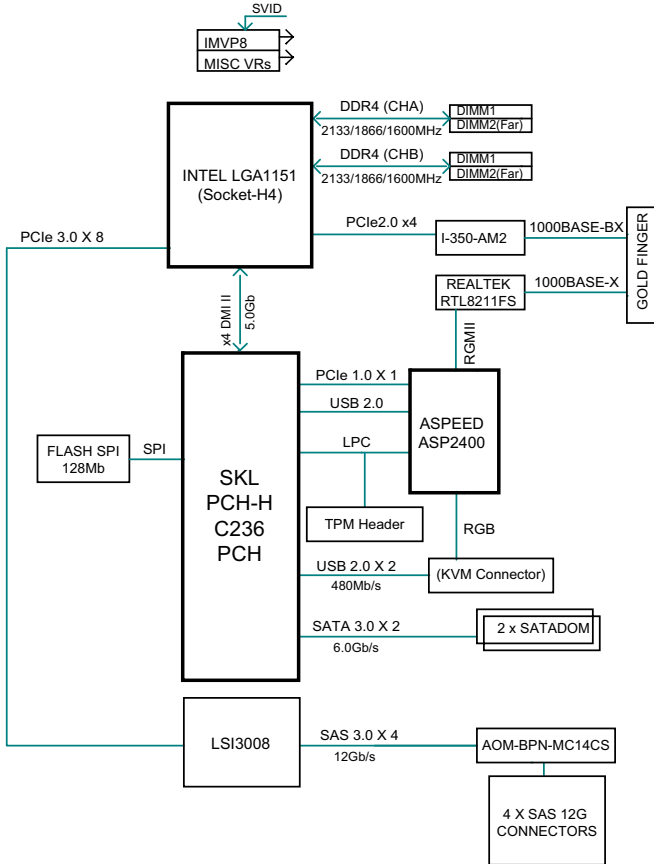 SVID
IMVP8
MISC VRs
DDR4 (CHA)
2133/1866/1600MHz
DIMM1
DIMM2(Far)
INTEL LGA1151
(Socket-H4)
DDR4 (CHB)
2133/1866/1600MHz
DIMM1
DIMM2(Far)
PCIe 3.0 X 8
PCIe2.0 x4
I-350-AM2
1000BASE-BX
GOLD FINGER
REALTEK
RTL8211FS
1000BASE-X
x4 DMI II
5.0Gb
RGMII
PCIe 1.0 X 1
USB 2.0
ASPEED
ASP2400
LPC
FLASH SPI
128Mb
SPI
SKL
PCH-H
C236
PCH
TPM Header
RGB
USB 2.0 X 2
480Mb/s
(KVM Connector)
SATA 3.0 X 2
6.0Gb/s
2 x SATADOM
LSI3008
SAS 3.0 X 4
12Gb/s
AOM-BPN-MC14CS
4 X SAS 12G
CONNECTORS